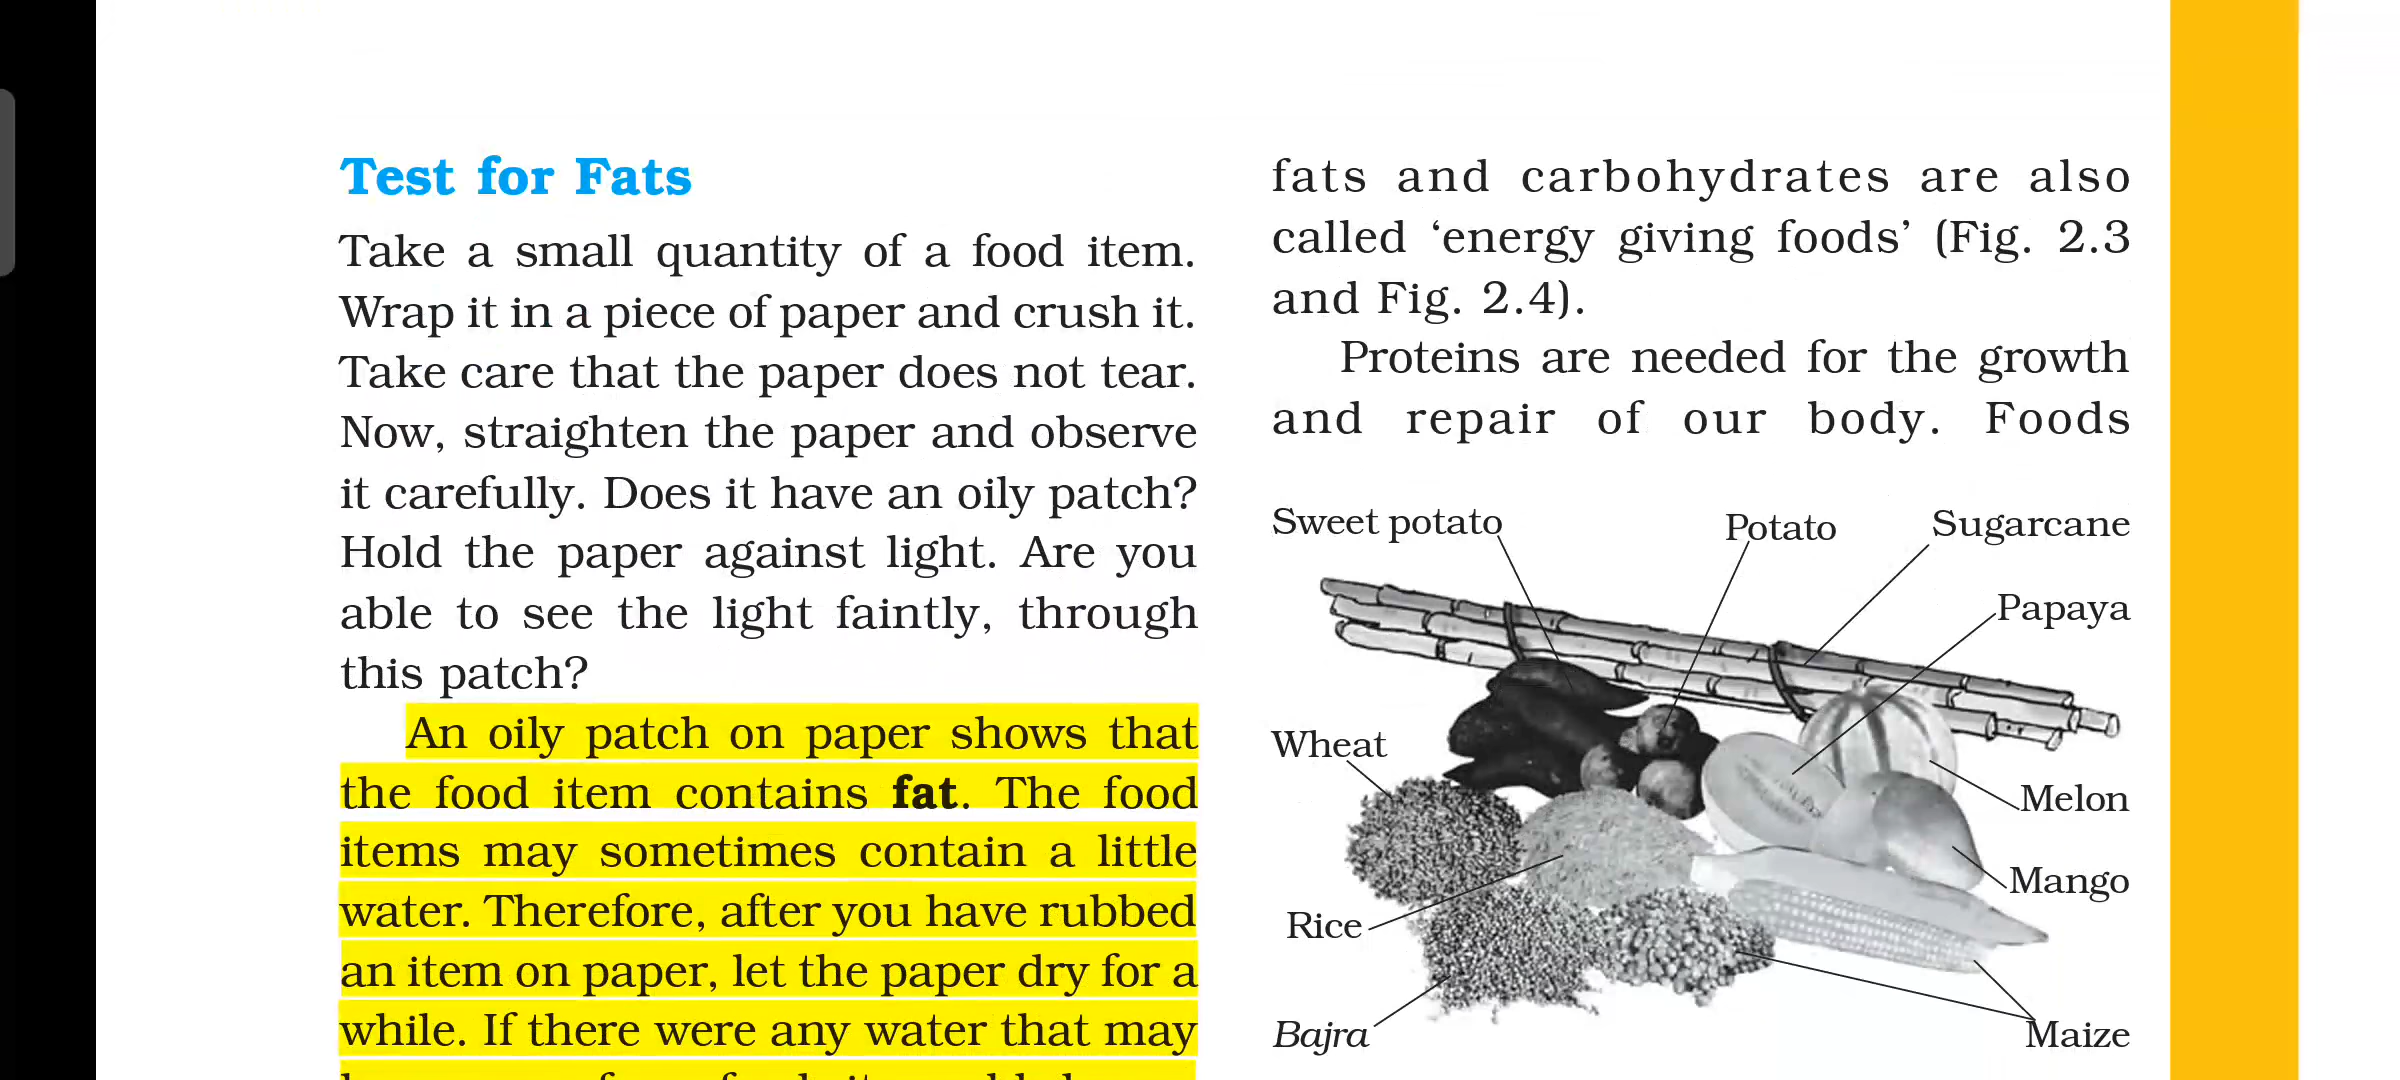 Test for Fats
Take a small quantity of a food item.
Wrap it in a piece of paper and crush it.
Take care that the paper does not tear.
Now, straighten the paper and observe
it carefully. Does it have an oily patch?
Hold the paper against light. Are you
able to see the light faintly, through
this patch?
An oily patch on paper shows that
the food item contains fat. The food
items may sometimes contain a little
water. Therefore, after you have rubbed
an item on paper, let the paper dry for a
while. If there were any water that may
fats and carbohydrates are also
called ‘energy giving foods’ (Fig. 2.3
and Fig. 2.4).
Proteins are needed for the growth
and repair of our body. Foods
Sweet potato
Potato
Sugarcane
Papaya
Wheat
Melon
Mango
Rice
Bajra
Maize